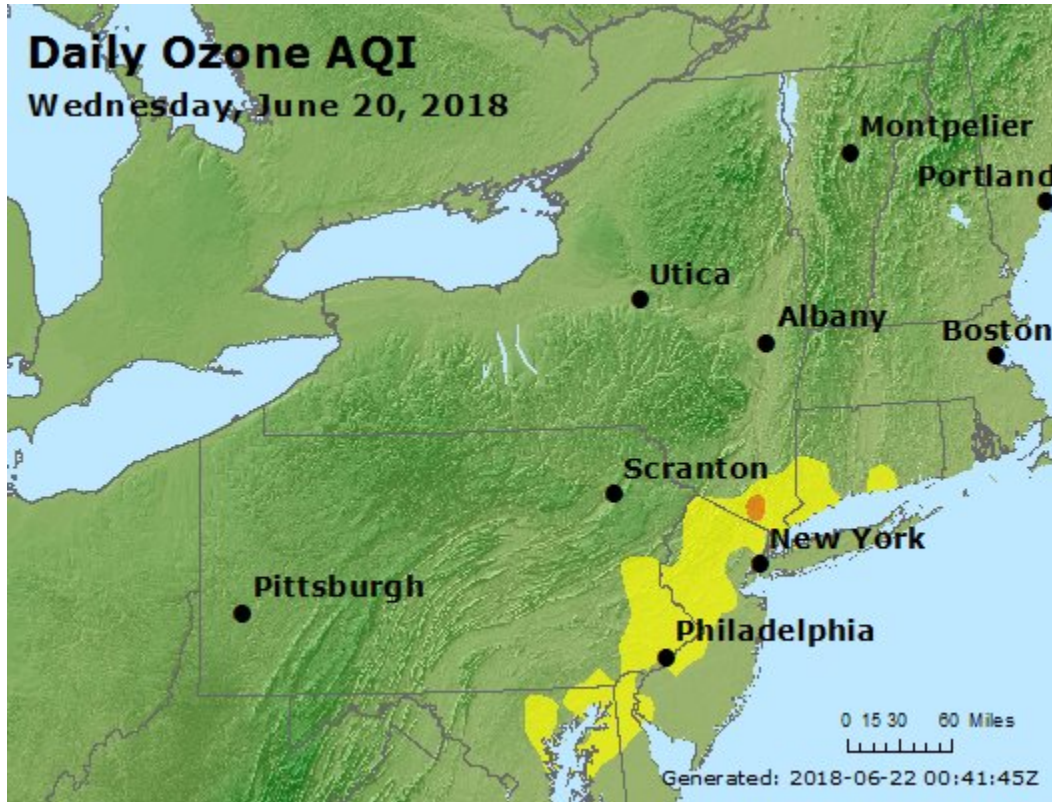 Daily Ozone AQI
Wednesday, June 20, 2018
Montpelier
Portland
Utica
Albany
Boston
Scranton
New York
Pittsburgh
Philadelphia
0 15 30 60 Miles
Generated: 2018-06-22 00:41:45Z